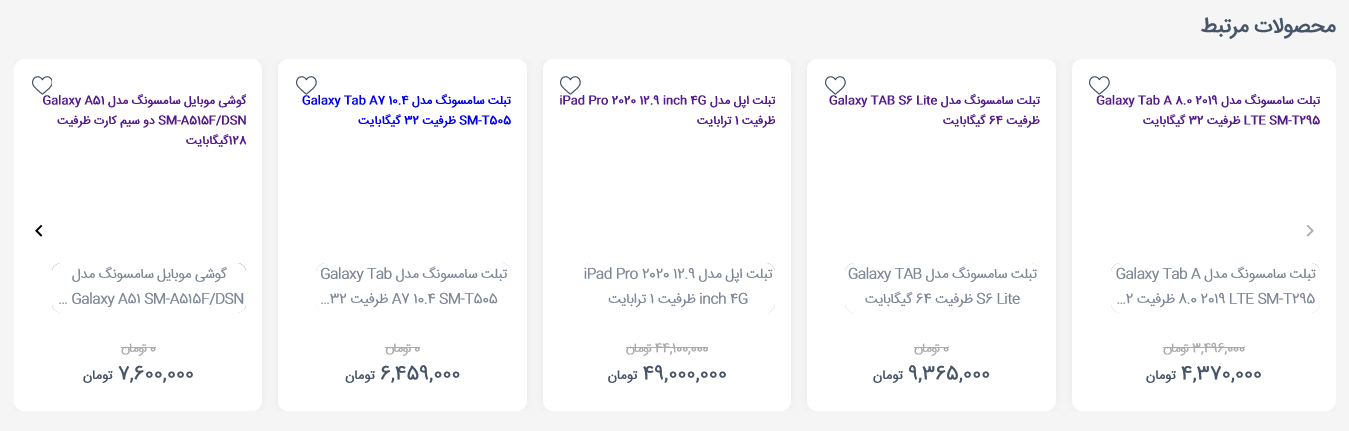 محصولات مرتبط
تبلت سامسونگ مدل Galaxy Tab A ۸.۰ ۲۰۱۹
LTE SM-T۲۹۵ ظرفیت ۳۲ گیگابایت
تبلت سامسونگ مدل Galaxy Tab A
۸.۰ ۲۰۱۹ LTE SM-T۲۹۵ ظرفیت ۲...
۳,۴۹۶,۰۰۰ تومان
۴,۳۷۰,۰۰۰ تومان
تبلت سامسونگ مدل Galaxy TAB S۶ Lite
ظرفیت ۶۴ گیگابایت
تبلت سامسونگ مدل Galaxy TAB
S۶ Lite ظرفیت ۶۴ گیگابایت
۰ تومان
۹,۳۶۵,۰۰۰ تومان
تبلت اپل مدل iPad Pro ۲۰۲۰ ۱۲.۹ inch ۴G
ظرفیت ۱ ترابایت
تبلت اپل مدل iPad Pro ۲۰۲۰ ۱۲.۹
inch ۴G ظرفیت ۱ ترابایت
۴۴,۱۰۰,۰۰۰ تومان
۴۹,۰۰۰,۰۰۰ تومان
تبلت سامسونگ مدل Galaxy Tab A۷ ۱۰.۴
SM-T۵۰۵ ظرفیت ۳۲ گیگابایت
تبلت سامسونگ مدل Galaxy Tab
A۷ ۱۰.۴ SM-T۵۰۵ ظرفیت ۳۲...
۰ تومان
۶,۴۵۹,۰۰۰ تومان
گوشی موبایل سامسونگ مدل Galaxy A۵۱
SM-A۵۱۵F/DSN دو سیم کارت ظرفیت
۱۲۸گیگابایت
گوشی موبایل سامسونگ مدل
Galaxy A۵۱ SM-A۵۱۵F/DSN ...
۰ تومان
۷,۶۰۰,۰۰۰ تومان